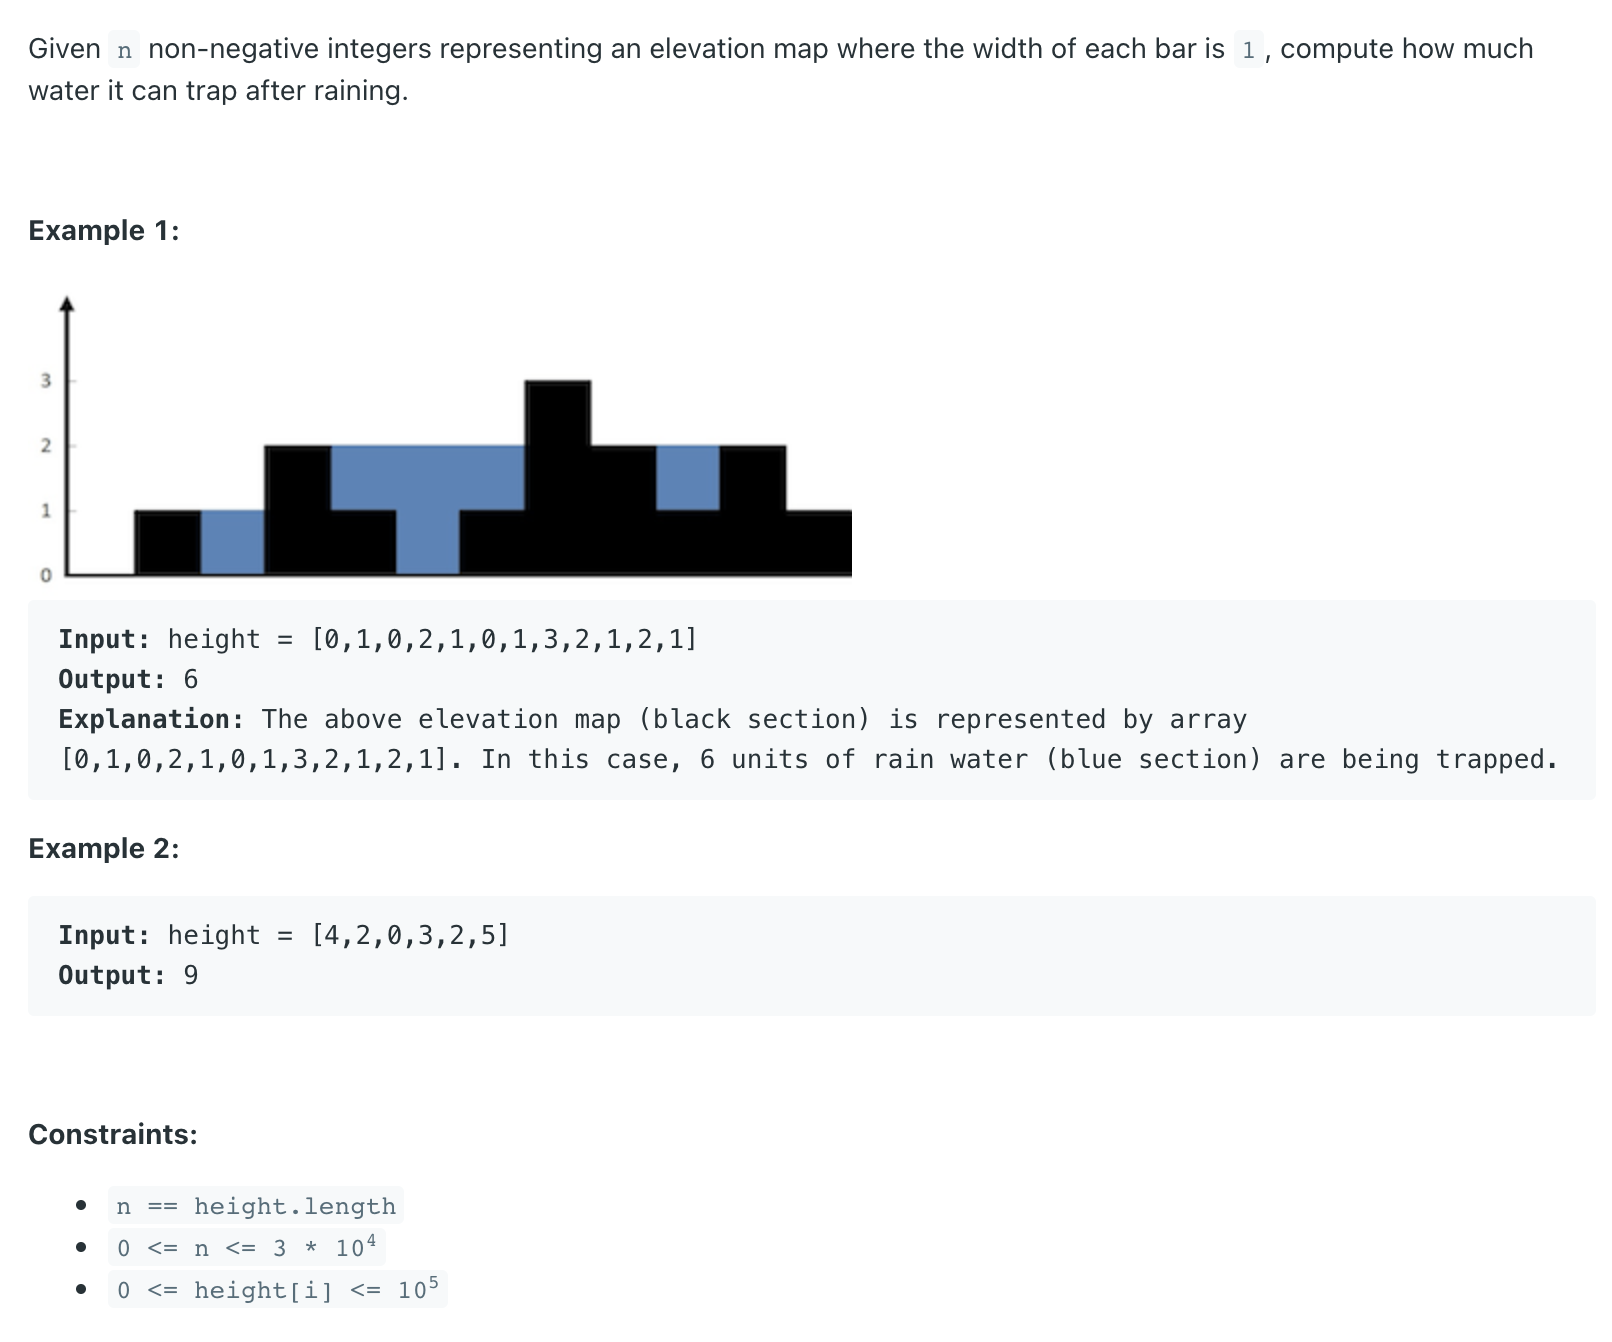 Given n non-negative integers representing an elevation map where the width of each bar is 1, compute how much
water it can trap after raining.
Example 1:
3
2
1
0
Input: height = [0,1,0,2,1,0,1,3,2,1,2,1]
Output: 6
Explanation: The above elevation map (black section) is represented by array
[0,1,0,2,1,0,1,3,2,1,2,1]. In this case, 6 units of rain water (blue section) are being trapped.
Example 2:
Input: height = [4,2,0,3,2,5]
Output: 9
Constraints:
• n == height.length
• 0 <= n <= 3 * 10⁴
• 0 <= height[i] <= 10⁵